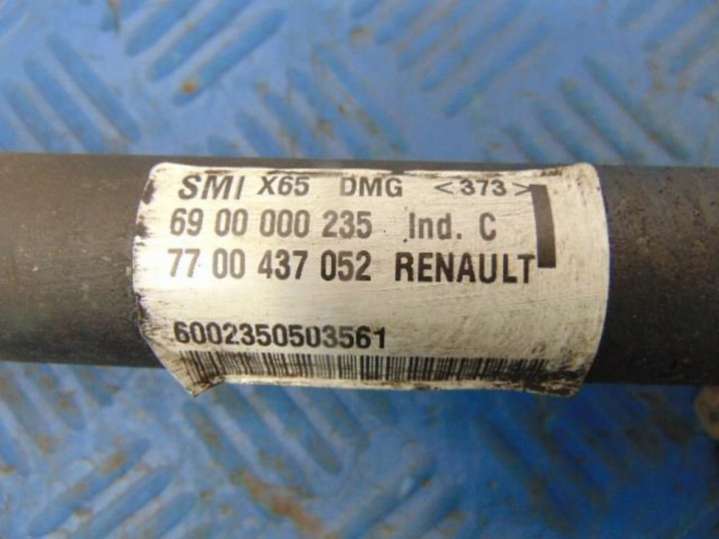 SMI X65 DMG <373>
69 00 000 235 Ind. C
77 00 437 052 RENAULT
6002350503561